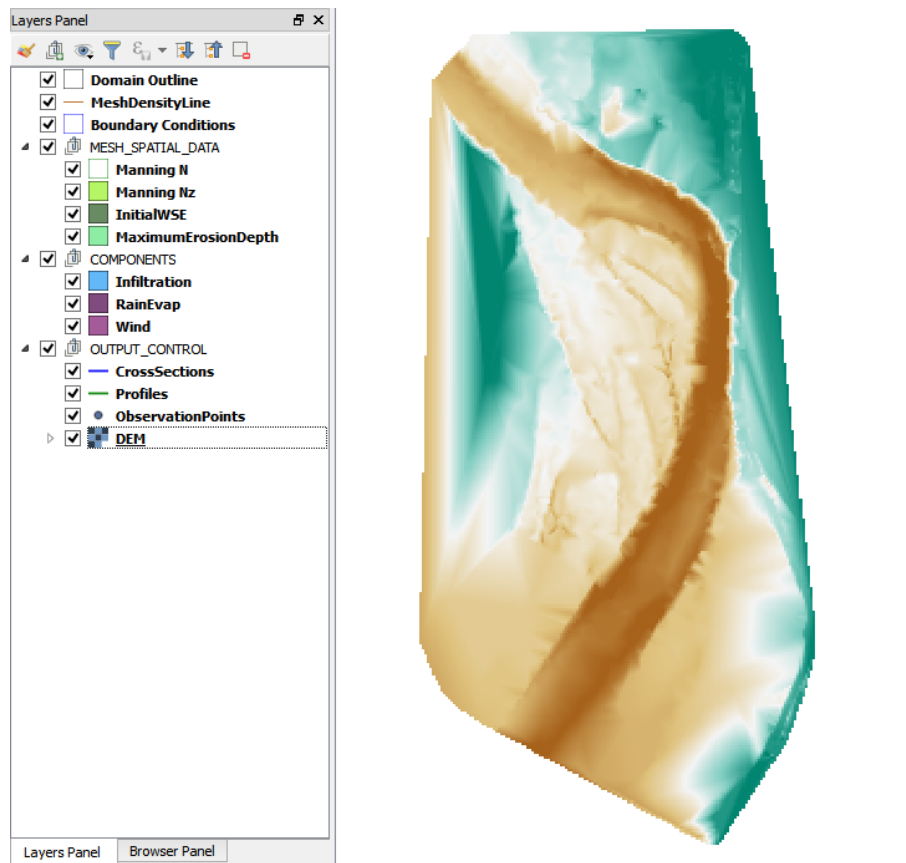 Layers Panel
Domain Outline
MeshDensityLine
Boundary Conditions
MESH_SPATIAL_DATA
Manning N
Manning Nz
InitialWSE
MaximumErosionDepth
COMPONENTS
Infiltration
RainEvap
Wind
OUTPUT_CONTROL
CrossSections
Profiles
ObservationPoints
DEM
Layers Panel Browser Panel